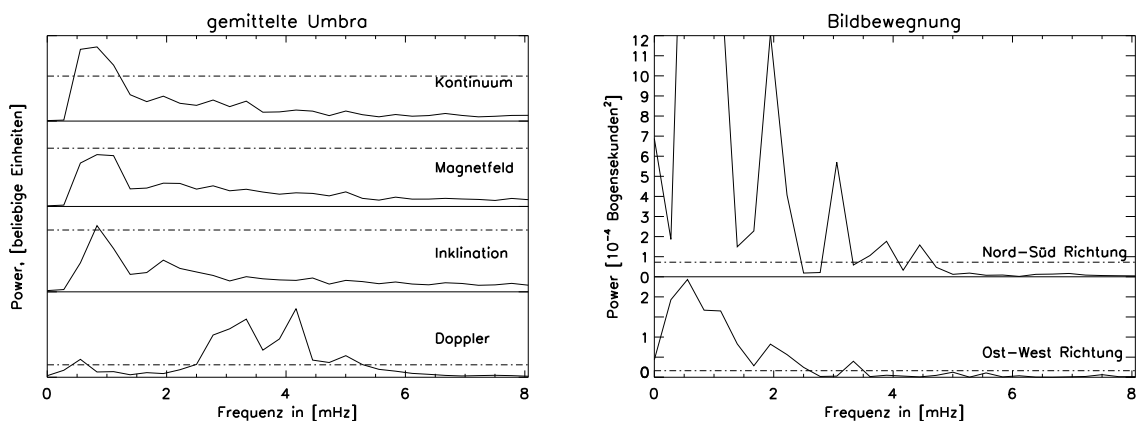 gemittelte Umbra
Power, [beliebige Einheiten]
Kontinuum
Magnetfeld
Inklination
Doppler
0 2 4 6 8
Frequenz in [mHz]
Bildbewegnung
Power [10⁻⁴ Bogensekunden²]
12
11
10
9
8
7
6
5
4
3
2
1
0
Nord-Süd Richtung
2
1
0
Ost-West Richtung
0 2 4 6 8
Frequenz in [mHz]